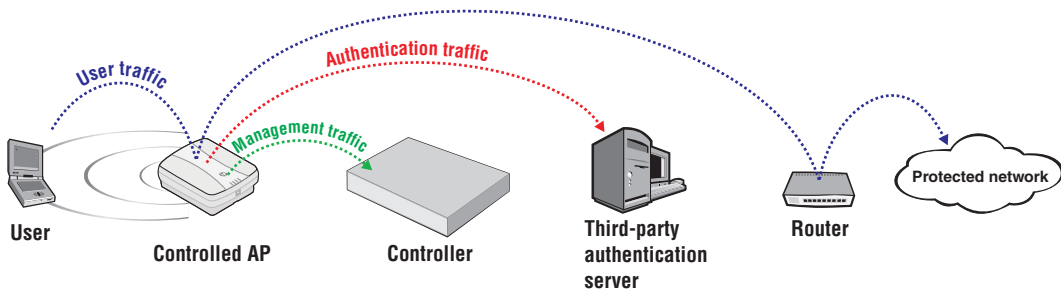 User traffic
Authentication traffic
Management traffic
Protected network
User
Controlled AP
Controller
Third-party
authentication
server
Router